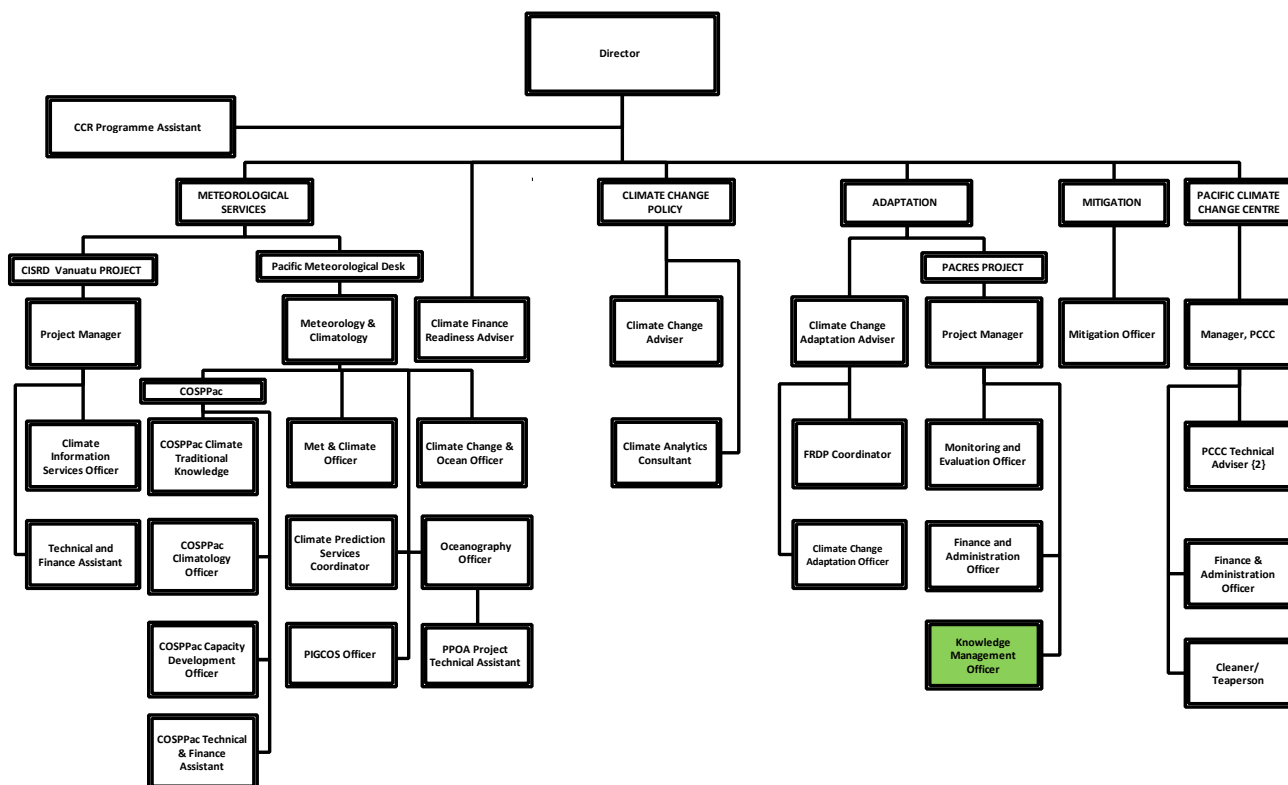 Director
CCR Programme Assistant
METEOROLOGICAL
SERVICES
CLIMATE CHANGE
POLICY
ADAPTATION
MITIGATION
PACIFIC CLIMATE
CHANGE CENTRE
CISRD Vanuatu PROJECT
Pacific Meteorological Desk
PACRES PROJECT
Project Manager
Meteorology &
Climatology
Climate Finance
Readiness Adviser
Climate Change
Adviser
Climate Change
Adaptation Adviser
Project Manager
Mitigation Officer
Manager, PCCC
COSPPac
Climate
Information
Services Officer
COSPPac Climate
Traditional
Knowledge
Met & Climate
Officer
Climate Change &
Ocean Officer
Climate Analytics
Consultant
FRDP Coordinator
Monitoring and
Evaluation Officer
PCCC Technical
Adviser {2}
Technical and
Finance Assistant
COSPPac
Climatology
Officer
Climate Prediction
Services
Coordinator
Oceanography
Officer
Climate Change
Adaptation Officer
Finance and
Administration
Officer
Finance &
Administration
Officer
COSPPac Capacity
Development
Officer
PIGCOS Officer
PPOA Project
Technical Assistant
Knowledge
Management
Officer
Cleaner/
Teaperson
COSPPac Technical
& Finance
Assistant